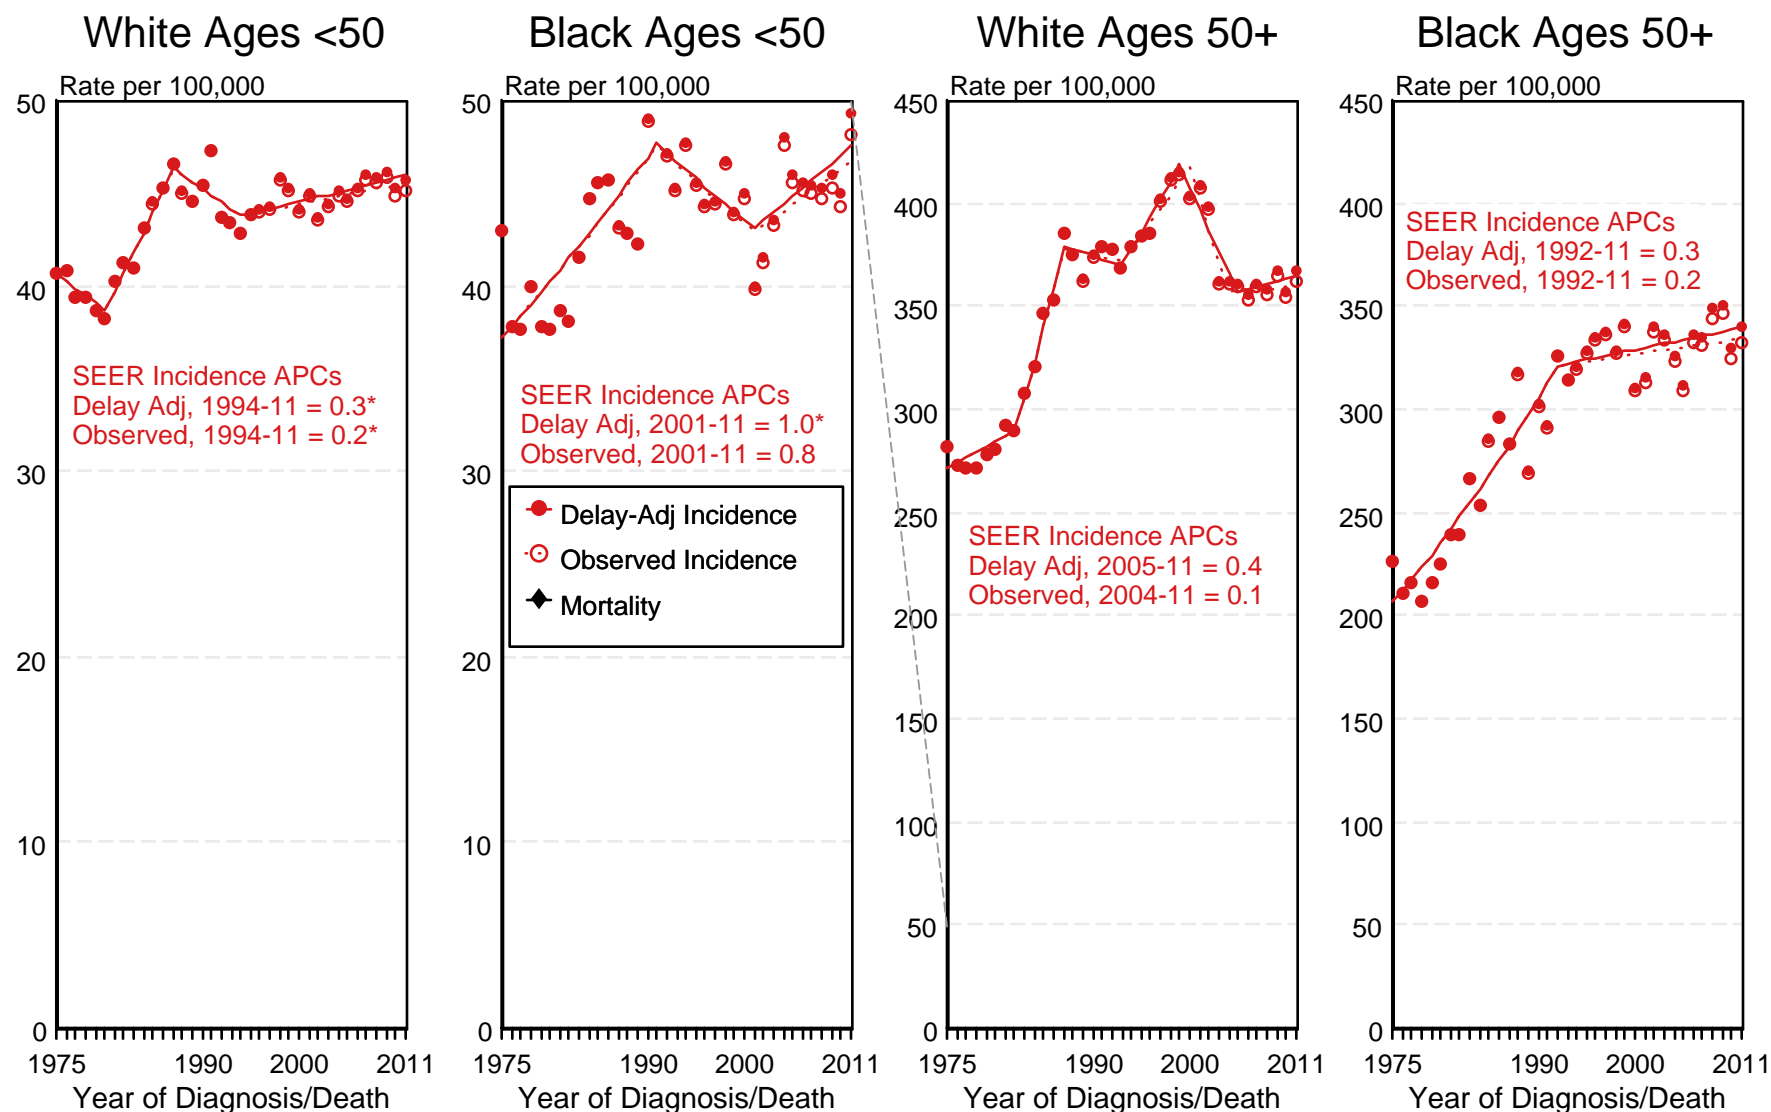 White Ages <50
Rate per 100,000
50
40
30
20
10
0
SEER Incidence APCs
Delay Adj, 1994-11 = 0.3*
Observed, 1994-11 = 0.2*
1975 1990 2000 2011
Year of Diagnosis/Death
Black Ages <50
Rate per 100,000
50
40
30
20
10
0
SEER Incidence APCs
Delay Adj, 2001-11 = 1.0*
Observed, 2001-11 = 0.8
Delay-Adj Incidence
Observed Incidence
Mortality
1975 1990 2000 2011
Year of Diagnosis/Death
White Ages 50+
Rate per 100,000
450
400
350
300
250
200
150
100
50
0
SEER Incidence APCs
Delay Adj, 2005-11 = 0.4
Observed, 2004-11 = 0.1
1975 1990 2000 2011
Year of Diagnosis/Death
Black Ages 50+
Rate per 100,000
450
400
350
300
250
200
150
100
50
0
SEER Incidence APCs
Delay Adj, 1992-11 = 0.3
Observed, 1992-11 = 0.2
1975 1990 2000 2011
Year of Diagnosis/Death